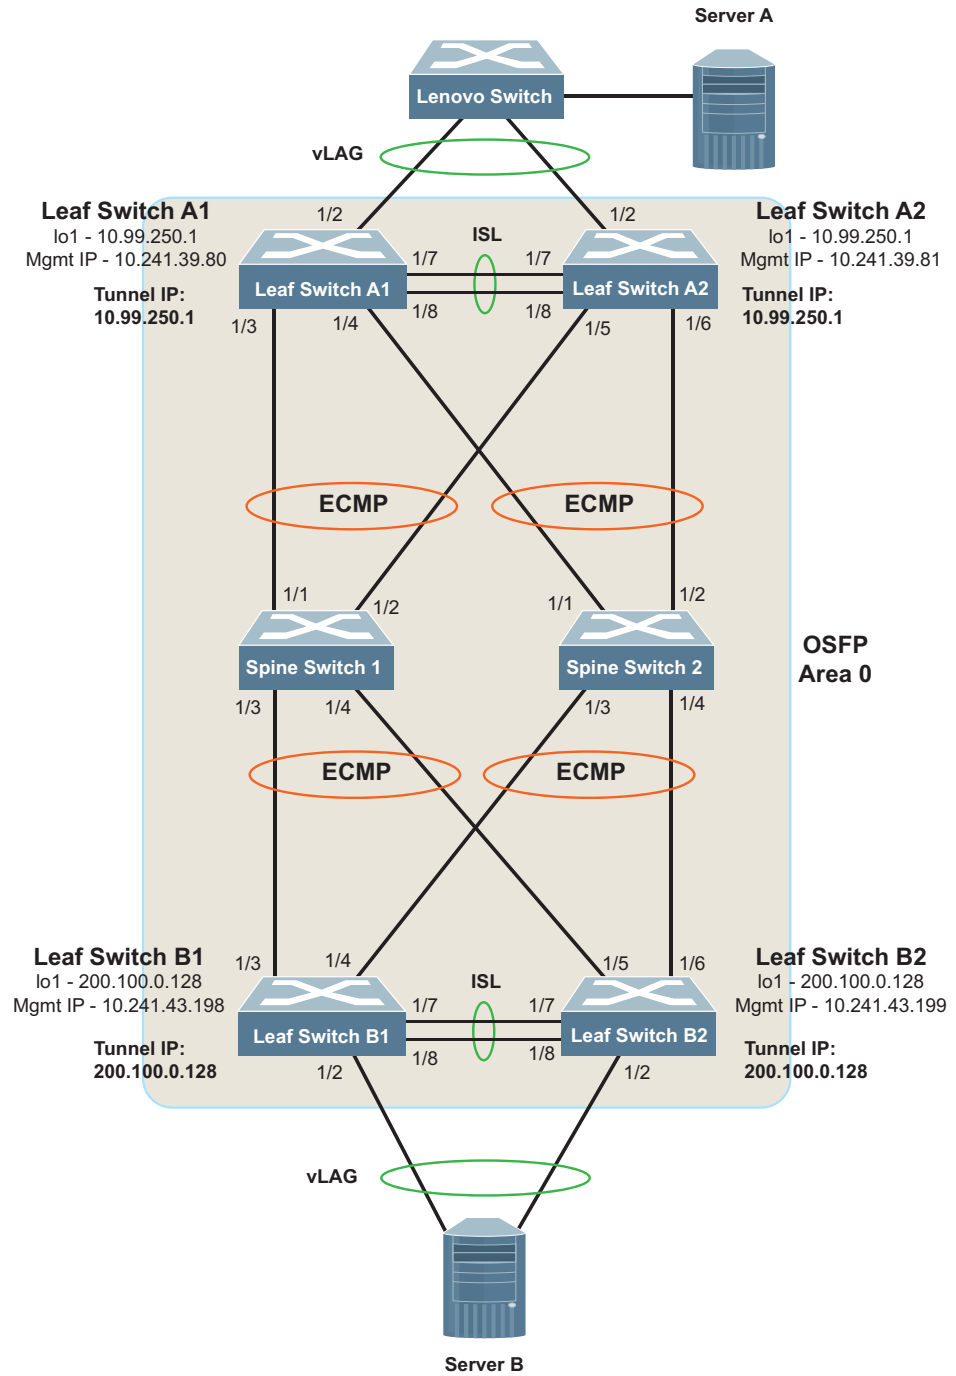 Server A
Lenovo Switch
vLAG
Leaf Switch A1
lo1 - 10.99.250.1
Mgmt IP - 10.241.39.80
Tunnel IP:
10.99.250.1
1/2
1/2
Leaf Switch A2
lo1 - 10.99.250.1
Mgmt IP - 10.241.39.81
Tunnel IP:
10.99.250.1
ISL
1/7
1/7
Leaf Switch A1
Leaf Switch A2
1/8
1/8
1/3
1/4
1/5
1/6
ECMP
ECMP
1/1
1/2
1/1
1/2
Spine Switch 1
Spine Switch 2
OSFP
Area 0
1/3
1/4
1/3
1/4
ECMP
ECMP
Leaf Switch B1
lo1 - 200.100.0.128
Mgmt IP - 10.241.43.198
Tunnel IP:
200.100.0.128
1/3
1/4
1/5
1/6
Leaf Switch B2
lo1 - 200.100.0.128
Mgmt IP - 10.241.43.199
Tunnel IP:
200.100.0.128
ISL
1/7
1/7
Leaf Switch B1
Leaf Switch B2
1/8
1/8
1/2
1/2
vLAG
Server B